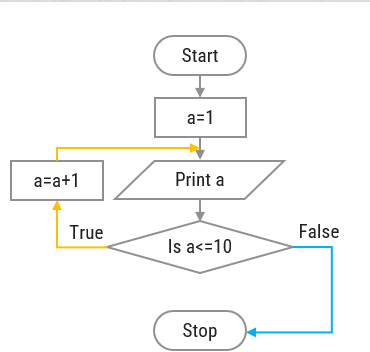 Start
a=1
a=a+1
Print a
True
Is a<=10
False
Stop